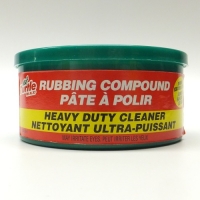 RUBBING COMPOUND
PÂTE À POLIR
HEAVY DUTY CLEANER
NETTOYANT ULTRA-PUISSANT